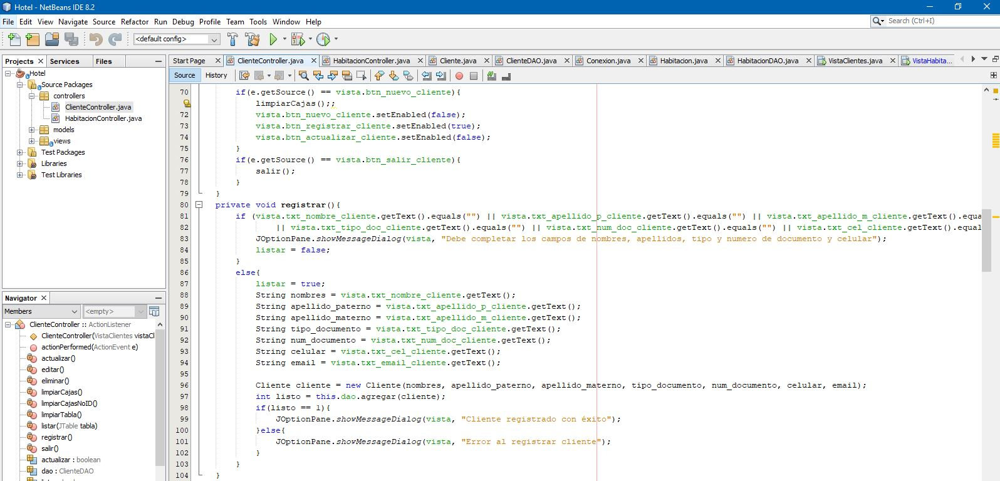 Hotel - NetBeans IDE 8.2
File Edit View Navigate Source Refactor Run Debug Profile Team Tools Window Help
Search (Ctrl+I)
<default config>
Projects Services Files
Hotel
Source Packages
controllers
ClienteController.java
HabitacionController.java
models
views
Test Packages
Libraries
Test Libraries
Navigator
Members <empty>
ClienteController :: ActionListener
ClienteController(VistaClientes vistaCl
actionPerformed(ActionEvent e)
actualizar()
editar()
eliminar()
limpiarCajas()
limpiarCajasNoID()
limpiarTabla()
listar(JTable tabla)
registrar()
salir()
actualizar : boolean
dao : ClienteDAO
Start Page ClienteController.java HabitacionController.java Cliente.java ClienteDAO.java Conexion.java Habitacion.java HabitacionDAO.java VistaClientes.java VistaHabita...
Source History
70 if(e.getSource() == vista.btn_nuevo_cliente){
limpiarCajas();;
72 vista.btn_nuevo_cliente.setEnabled(false);
73 vista.btn_registrar_cliente.setEnabled(true);
74 vista.btn_actualizar_cliente.setEnabled(false);
75 }
76 if(e.getSource() == vista.btn_salir_cliente){
77 salir();
78 }
79 }
80 private void registrar(){
81 if (vista.txt_nombre_cliente.getText().equals("") || vista.txt_apellido_p_cliente.getText().equals("") || vista.txt_apellido_m_cliente.getText().equa
82 || vista.txt_tipo_doc_cliente.getText().equals("") || vista.txt_num_doc_cliente.getText().equals("") || vista.txt_cel_cliente.getText().equal
83 JOptionPane.showMessageDialog(vista, "Debe completar los campos de nombres, apellidos, tipo y numero de documento y celular");
84 listar = false;
85 }
86 else{
87 listar = true;
88 String nombres = vista.txt_nombre_cliente.getText();
89 String apellido_paterno = vista.txt_apellido_p_cliente.getText();
90 String apellido_materno = vista.txt_apellido_m_cliente.getText();
91 String tipo_documento = vista.txt_tipo_doc_cliente.getText();
92 String num_documento = vista.txt_num_doc_cliente.getText();
93 String celular = vista.txt_cel_cliente.getText();
94 String email = vista.txt_email_cliente.getText();
95
96 Cliente cliente = new Cliente(nombres, apellido_paterno, apellido_materno, tipo_documento, num_documento, celular, email);
97 int listo = this.dao.agregar(cliente);
98 if(listo == 1){
99 JOptionPane.showMessageDialog(vista, "Cliente registrado con éxito");
100 }else{
101 JOptionPane.showMessageDialog(vista, "Error al registrar cliente");
102 }
103 }
104 }